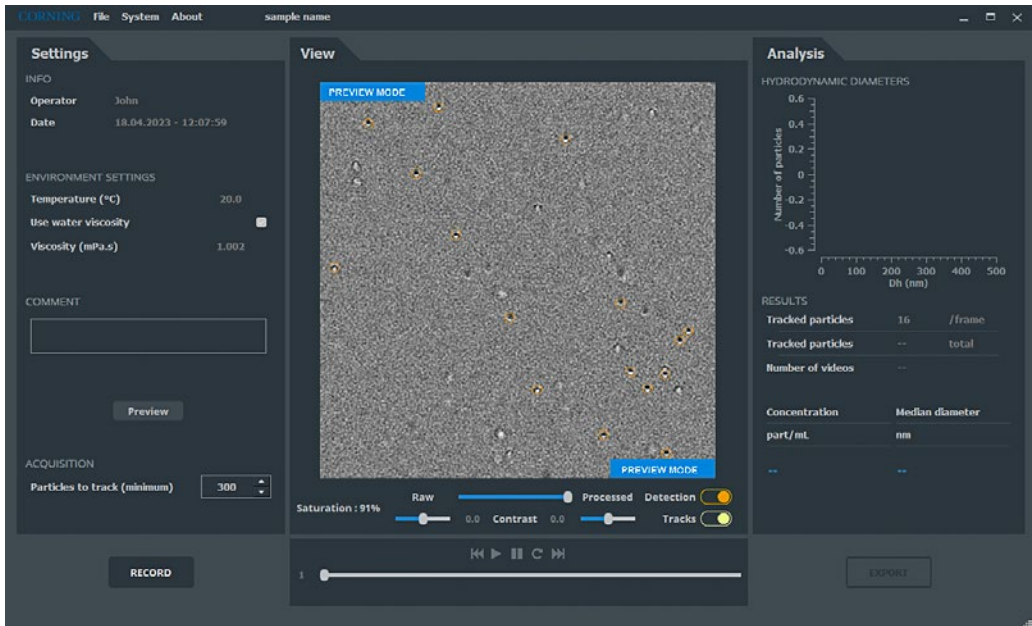 CORNING File System About sample name
Settings
INFO
Operator John
Date 18.04.2023 - 12:07:59
ENVIRONMENT SETTINGS
Temperature (°C) 20.0
Use water viscosity
Viscosity (mPa.s) 1.002
COMMENT
Preview
ACQUISITION
Particles to track (minimum) 300
RECORD
View
PREVIEW MODE
PREVIEW MODE
Raw Processed Detection
Saturation : 91%
0.0 Contrast 0.0 Tracks
1
Analysis
HYDRODYNAMIC DIAMETERS
Number of particles
0.6
0.4
0.2
0
-0.2
-0.4
-0.6
0 100 200 300 400 500
Dh (nm)
RESULTS
Tracked particles 16 /frame
Tracked particles -- total
Number of videos --
Concentration Median diameter
part/mL nm
-- --
EXPORT